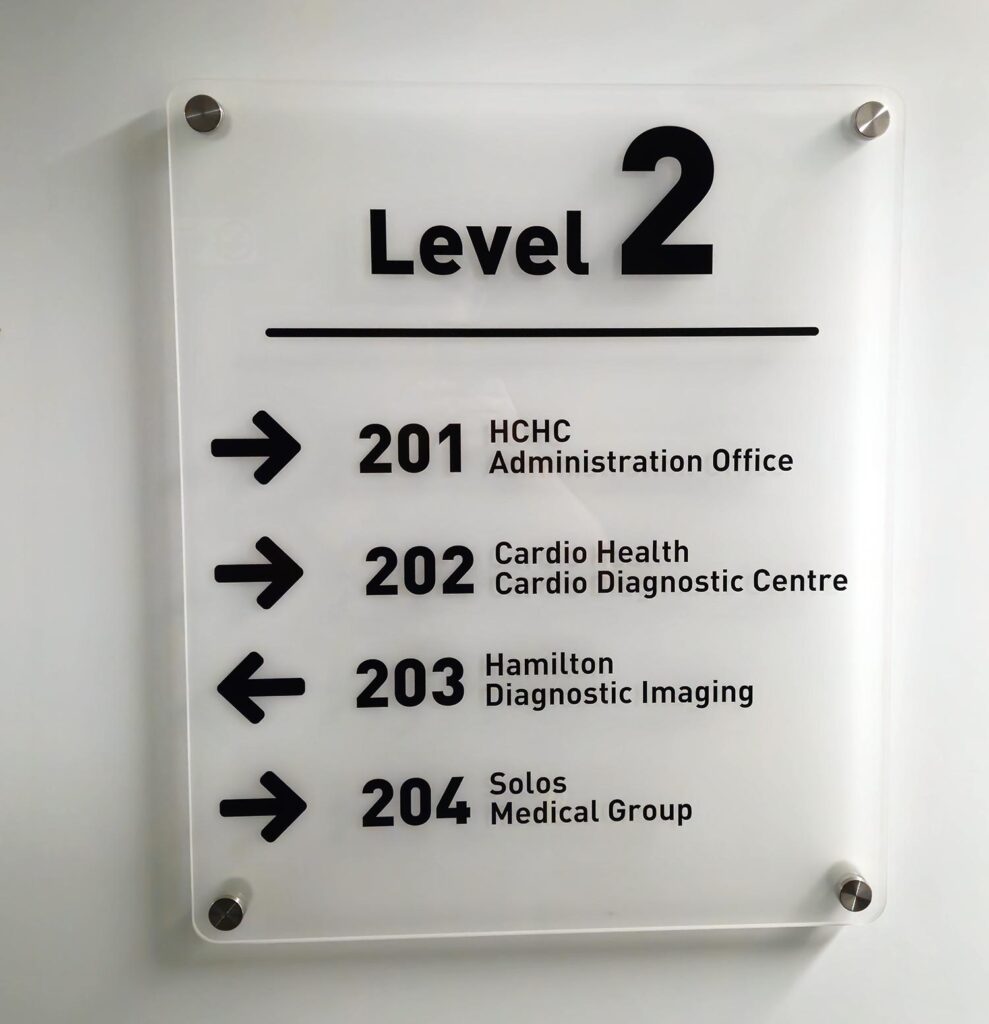 Level 2
201 HCHC
Administration Office
202 Cardio Health
Cardio Diagnostic Centre
203 Hamilton
Diagnostic Imaging
204 Solos
Medical Group